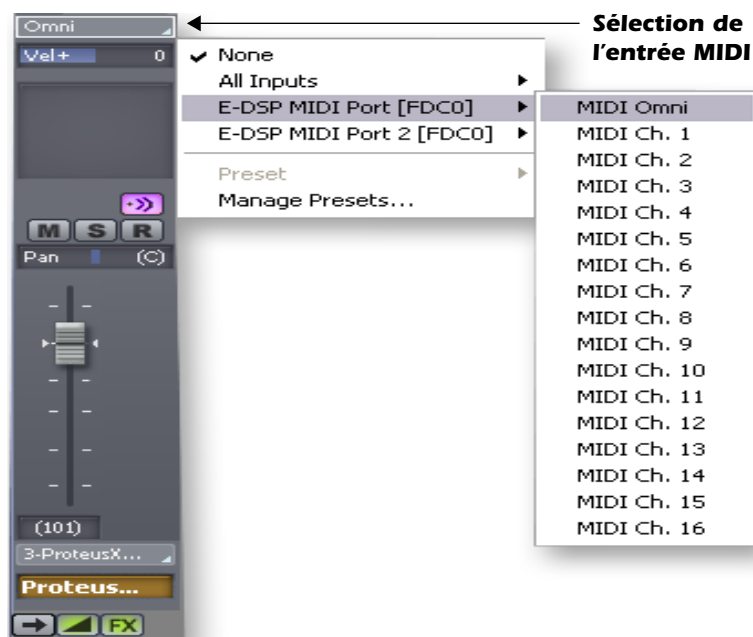 Omni
Sélection de
l'entrée MIDI
Vel+ 0
None
All Inputs
E-DSP MIDI Port [FDC0]
E-DSP MIDI Port 2 [FDC0]
Preset
Manage Presets...
MIDI Omni
MIDI Ch. 1
MIDI Ch. 2
MIDI Ch. 3
MIDI Ch. 4
MIDI Ch. 5
MIDI Ch. 6
MIDI Ch. 7
MIDI Ch. 8
MIDI Ch. 9
MIDI Ch. 10
MIDI Ch. 11
MIDI Ch. 12
MIDI Ch. 13
MIDI Ch. 14
MIDI Ch. 15
MIDI Ch. 16
M S R
Pan (C)
(101)
3-ProteusX...
Proteus...
FX